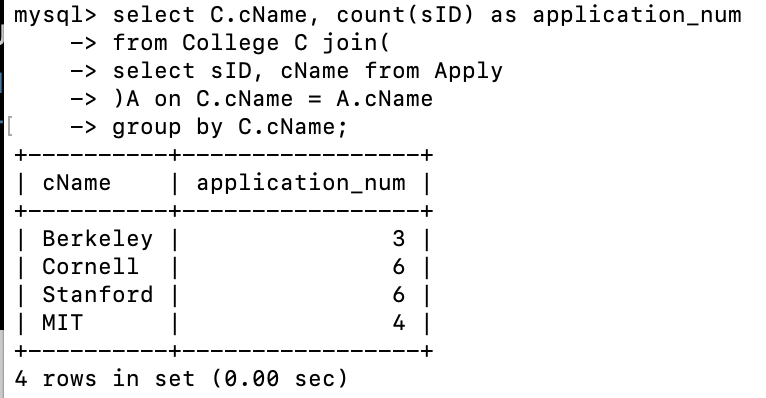 mysql> select C.cName, count(sID) as application_num
    -> from College C join(
    -> select sID, cName from Apply
    -> )A on C.cName = A.cName
[    -> group by C.cName;
+----------+-----------------+
| cName    | application_num |
+----------+-----------------+
| Berkeley |               3 |
| Cornell  |               6 |
| Stanford |               6 |
| MIT      |               4 |
+----------+-----------------+
4 rows in set (0.00 sec)